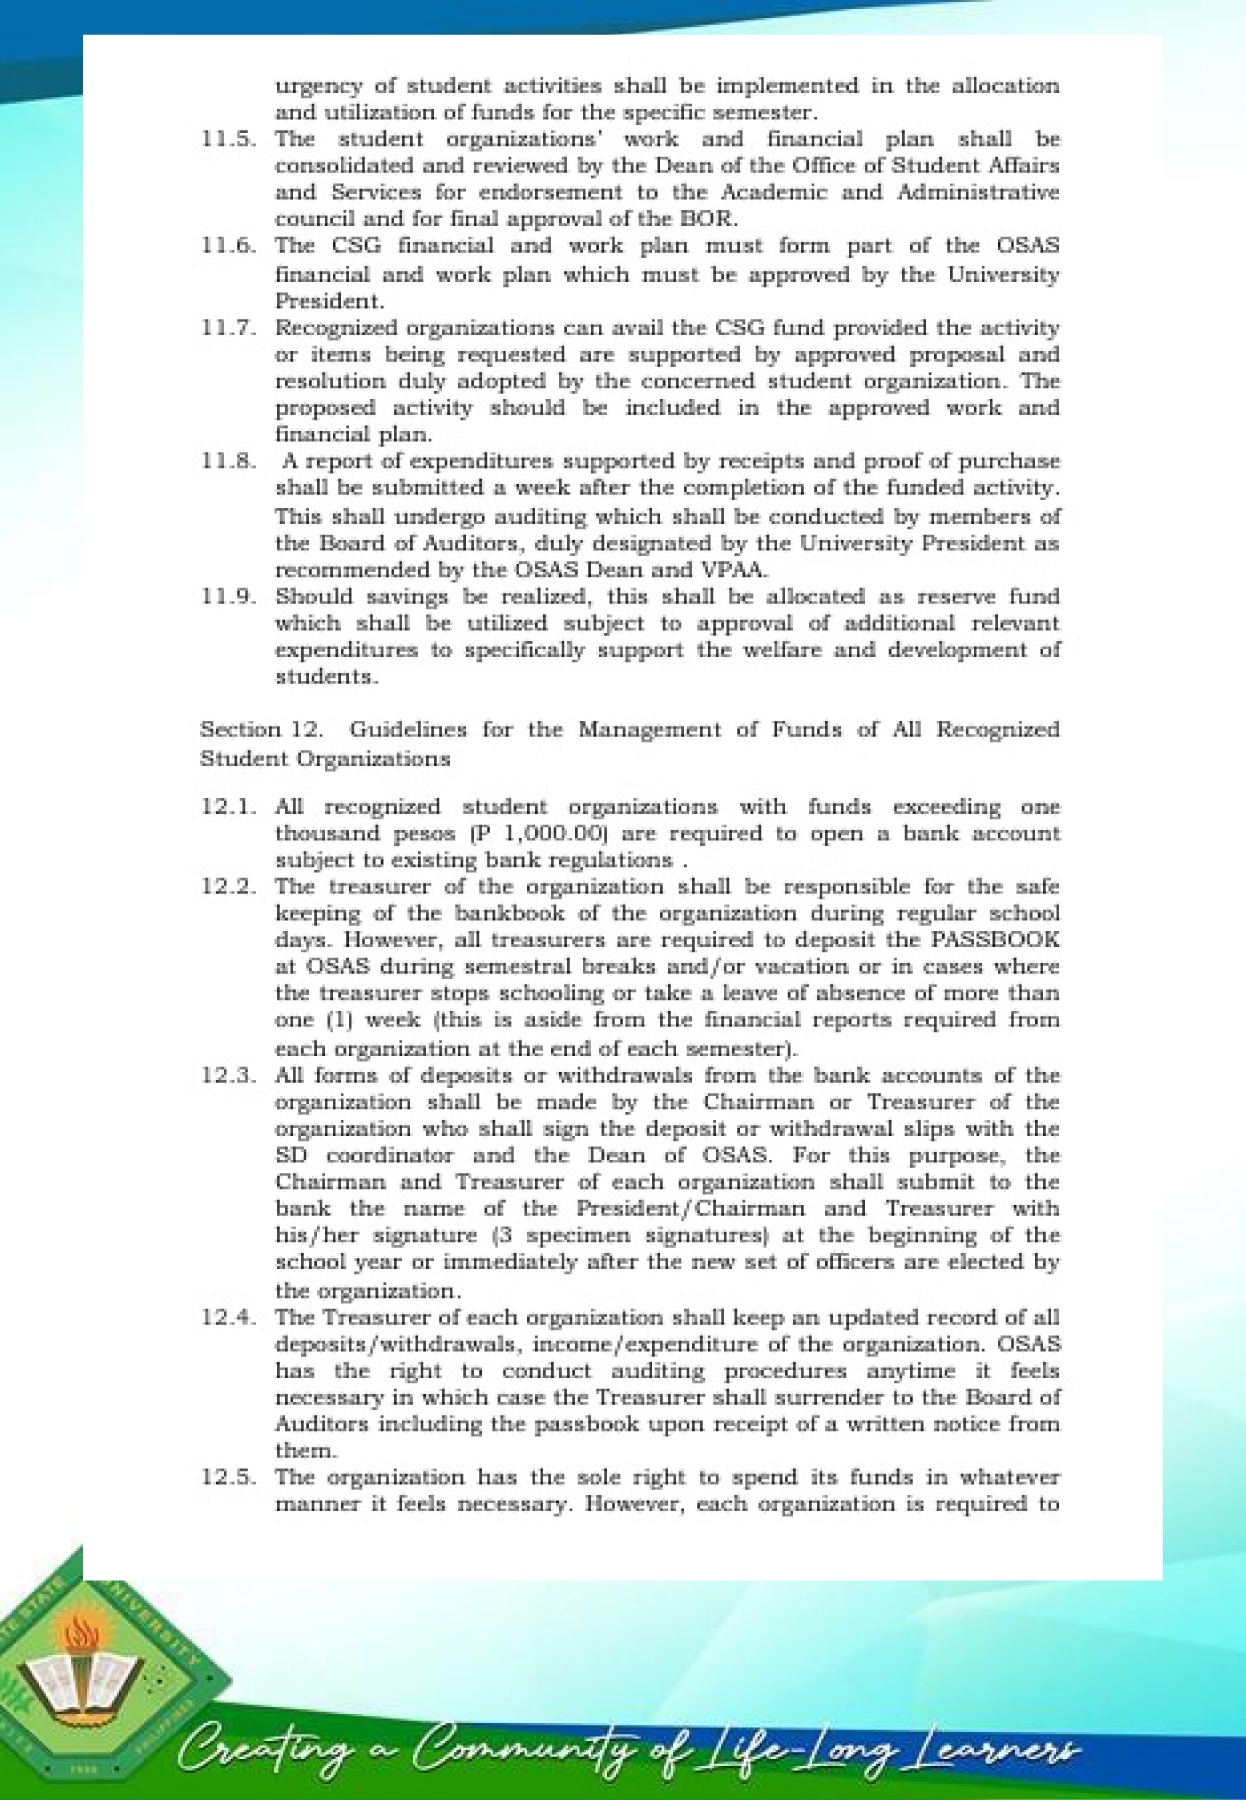 urgency of student activities shall be implemented in the allocation
and utilization of funds for the specific semester.
11.5. The student organizations' work and financial plan shall be
consolidated and reviewed by the Dean of the Office of Student Affairs
and Services for endorsement to the Academic and Administrative
council and for final approval of the BOR.
11.6. The CSG financial and work plan must form part of the OSAS
financial and work plan which must be approved by the University
President.
11.7. Recognized organizations can avail the CSG fund provided the activity
or items being requested are supported by approved proposal and
resolution duly adopted by the concerned student organization. The
proposed activity should be included in the approved work and
financial plan.
11.8. A report of expenditures supported by receipts and proof of purchase
shall be submitted a week after the completion of the funded activity.
This shall undergo auditing which shall be conducted by members of
the Board of Auditors, duly designated by the University President as
recommended by the OSAS Dean and VPAA.
11.9. Should savings be realized, this shall be allocated as reserve fund
which shall be utilized subject to approval of additional relevant
expenditures to specifically support the welfare and development of
students.
Section 12. Guidelines for the Management of Funds of All Recognized
Student Organizations
12.1. All recognized student organizations with funds exceeding one
thousand pesos (P 1,000.00) are required to open a bank account
subject to existing bank regulations .
12.2. The treasurer of the organization shall be responsible for the safe
keeping of the bankbook of the organization during regular school
days. However, all treasurers are required to deposit the PASSBOOK
at OSAS during semestral breaks and/or vacation or in cases where
the treasurer stops schooling or take a leave of absence of more than
one (1) week (this is aside from the financial reports required from
each organization at the end of each semester).
12.3. All forms of deposits or withdrawals from the bank accounts of the
organization shall be made by the Chairman or Treasurer of the
organization who shall sign the deposit or withdrawal slips with the
SD coordinator and the Dean of OSAS. For this purpose, the
Chairman and Treasurer of each organization shall submit to the
bank the name of the President/Chairman and Treasurer with
his/her signature (3 specimen signatures) at the beginning of the
school year or immediately after the new set of officers are elected by
the organization.
12.4. The Treasurer of each organization shall keep an updated record of all
deposits/withdrawals, income/expenditure of the organization. OSAS
has the right to conduct auditing procedures anytime it feels
necessary in which case the Treasurer shall surrender to the Board of
Auditors including the passbook upon receipt of a written notice from
them.
12.5. The organization has the sole right to spend its funds in whatever
manner it feels necessary. However, each organization is required to
STATE
UNIVERSITY
PHILIPPINES
Creating a Community of Life-Long Learners